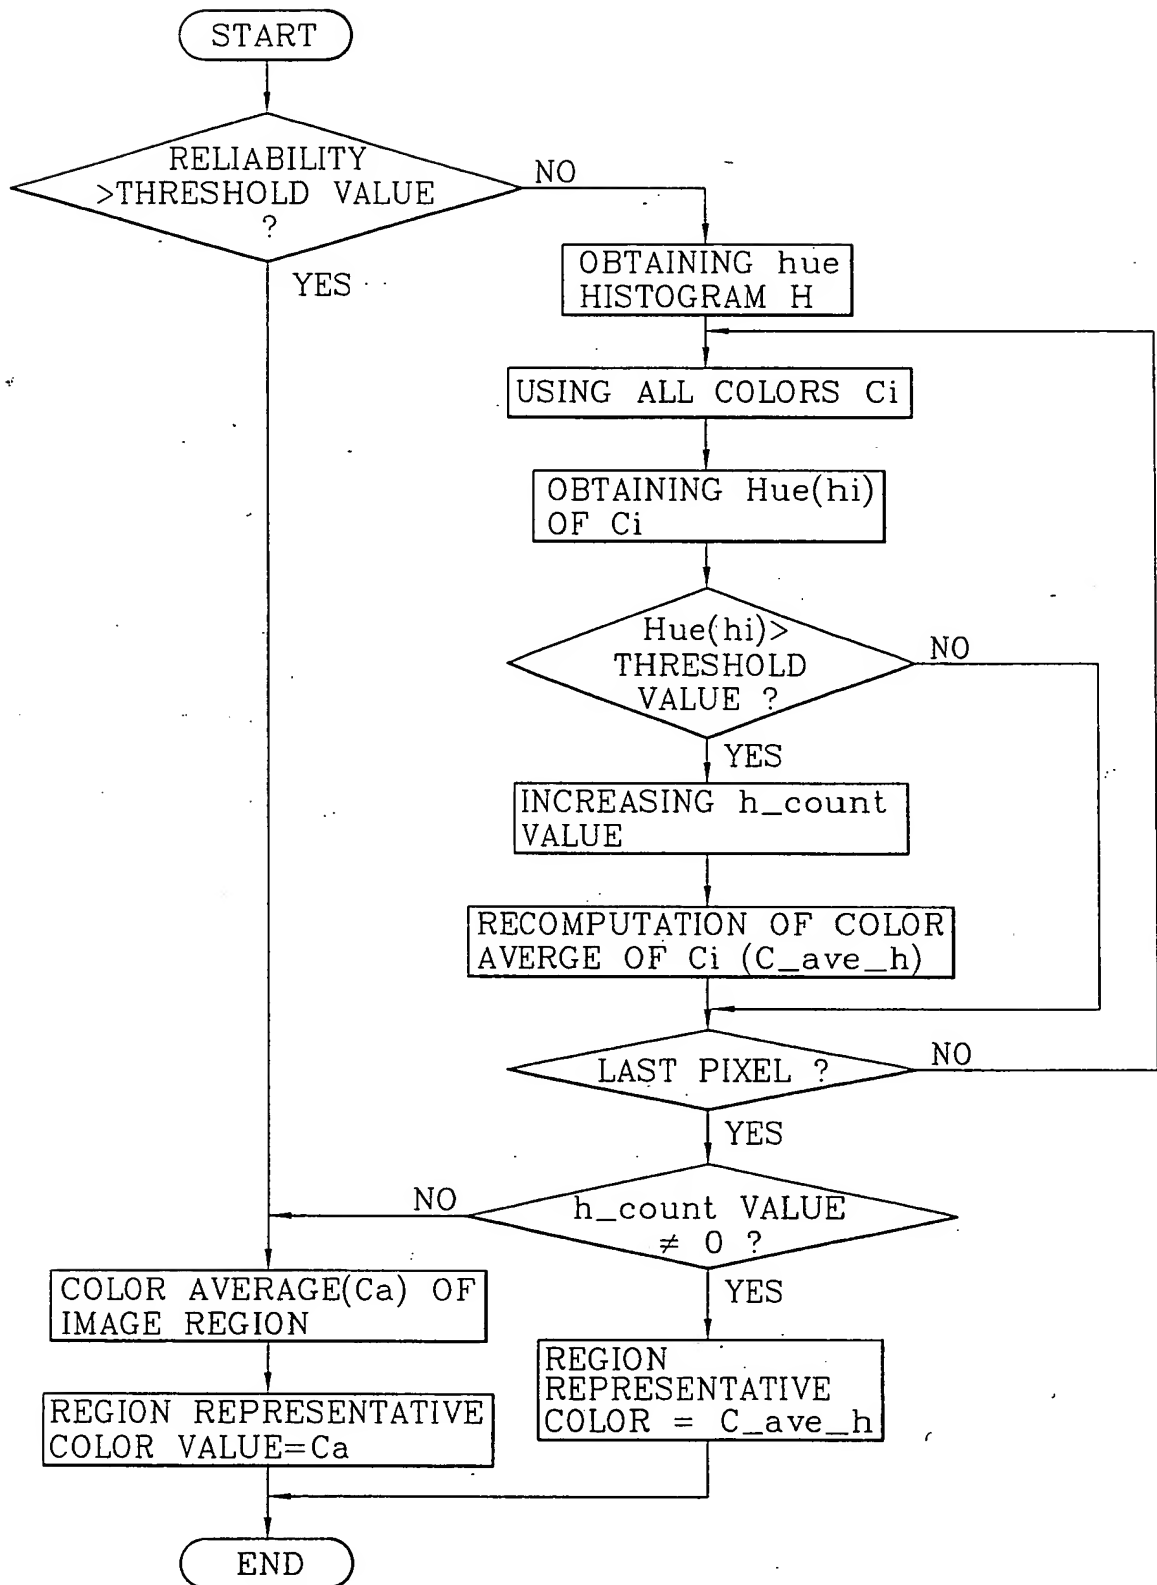 START
RELIABILITY
>THRESHOLD VALUE
?
NO
YES
OBTAINING hue
HISTOGRAM H
USING ALL COLORS Ci
OBTAINING Hue(hi)
OF Ci
Hue(hi)>
THRESHOLD
VALUE ?
NO
YES
INCREASING h_count
VALUE
RECOMPUTATION OF COLOR
AVERGE OF Ci (C_ave_h)
LAST PIXEL ?
NO
YES
h_count VALUE
≠ 0 ?
NO
YES
COLOR AVERAGE(Ca) OF
IMAGE REGION
REGION REPRESENTATIVE
COLOR VALUE=Ca
REGION
REPRESENTATIVE
COLOR = C_ave_h
END